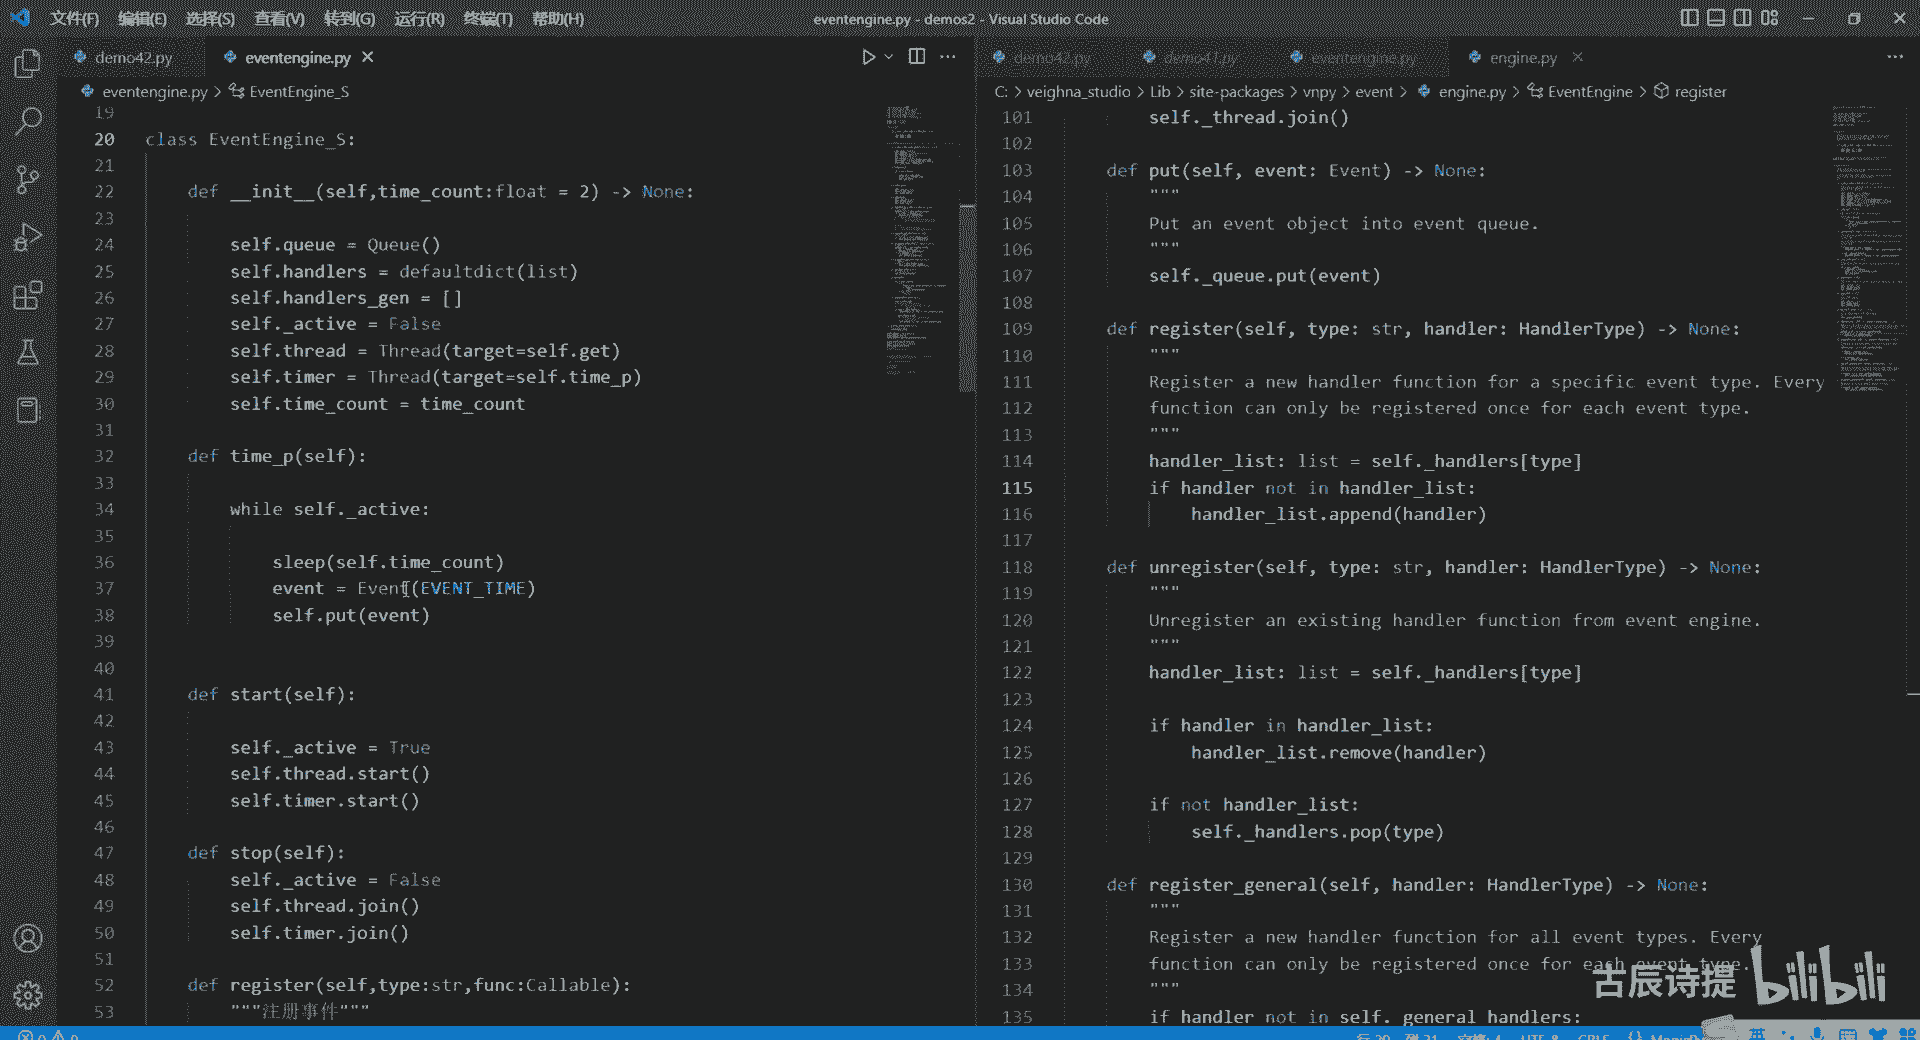 文件(F) 编辑(E) 选择(S) 查看(V) 转到(G) 运行(R) 终端(T) 帮助(H)
eventengine.py - demos2 - Visual Studio Code
demo42.py eventengine.py
eventengine.py > EventEngine_S
19
20 class EventEngine_S:
21
22 def __init__(self,time_count:float = 2) -> None:
23
24 self.queue = Queue()
25 self.handlers = defaultdict(list)
26 self.handlers_gen = []
27 self._active = False
28 self.thread = Thread(target=self.get)
29 self.timer = Thread(target=self.time_p)
30 self.time_count = time_count
31
32 def time_p(self):
33
34 while self._active:
35
36 sleep(self.time_count)
37 event = Event(EVENT_TIME)
38 self.put(event)
39
40
41 def start(self):
42
43 self._active = True
44 self.thread.start()
45 self.timer.start()
46
47 def stop(self):
48 self._active = False
49 self.thread.join()
50 self.timer.join()
51
52 def register(self,type:str,func:Callable):
53 """注册事件"""
demo42.py demo41.py eventengine.py engine.py
C: > veighna_studio > Lib > site-packages > vnpy > event > engine.py > EventEngine > register
101 self._thread.join()
102
103 def put(self, event: Event) -> None:
104 """
105 Put an event object into event queue.
106 """
107 self._queue.put(event)
108
109 def register(self, type: str, handler: HandlerType) -> None:
110 """
111 Register a new handler function for a specific event type. Every
112 function can only be registered once for each event type.
113 """
114 handler_list: list = self._handlers[type]
115 if handler not in handler_list:
116 handler_list.append(handler)
117
118 def unregister(self, type: str, handler: HandlerType) -> None:
119 """
120 Unregister an existing handler function from event engine.
121 """
122 handler_list: list = self._handlers[type]
123
124 if handler in handler_list:
125 handler_list.remove(handler)
126
127 if not handler_list:
128 self._handlers.pop(type)
129
130 def register_general(self, handler: HandlerType) -> None:
131 """
132 Register a new handler function for all event types. Every
133 function can only be registered once for each event type.
134 """
135 if handler not in self._general_handlers:
古辰诗提 bilibili